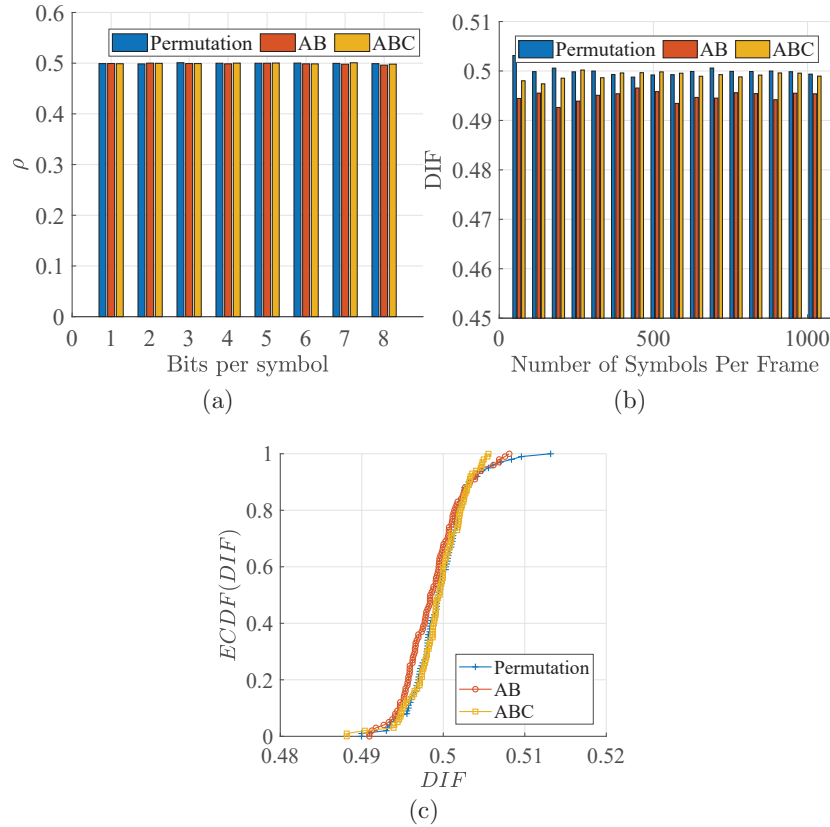 0.6
Permutation AB ABC
0.5
0.4
ρ
0.3
0.2
0.1
0
0 1 2 3 4 5 6 7 8
Bits per symbol
(a)
Permutation AB ABC
0.5
0.49
0.48
DIF
0.47
0.46
0.45
0 500 1000
Number of Symbols Per Frame
(b)
1
0.8
0.6
ECDF(DIF)
0.4
0.2
0
Permutation
AB
ABC
0.48 0.49 0.5 0.51 0.52
DIF
(c)